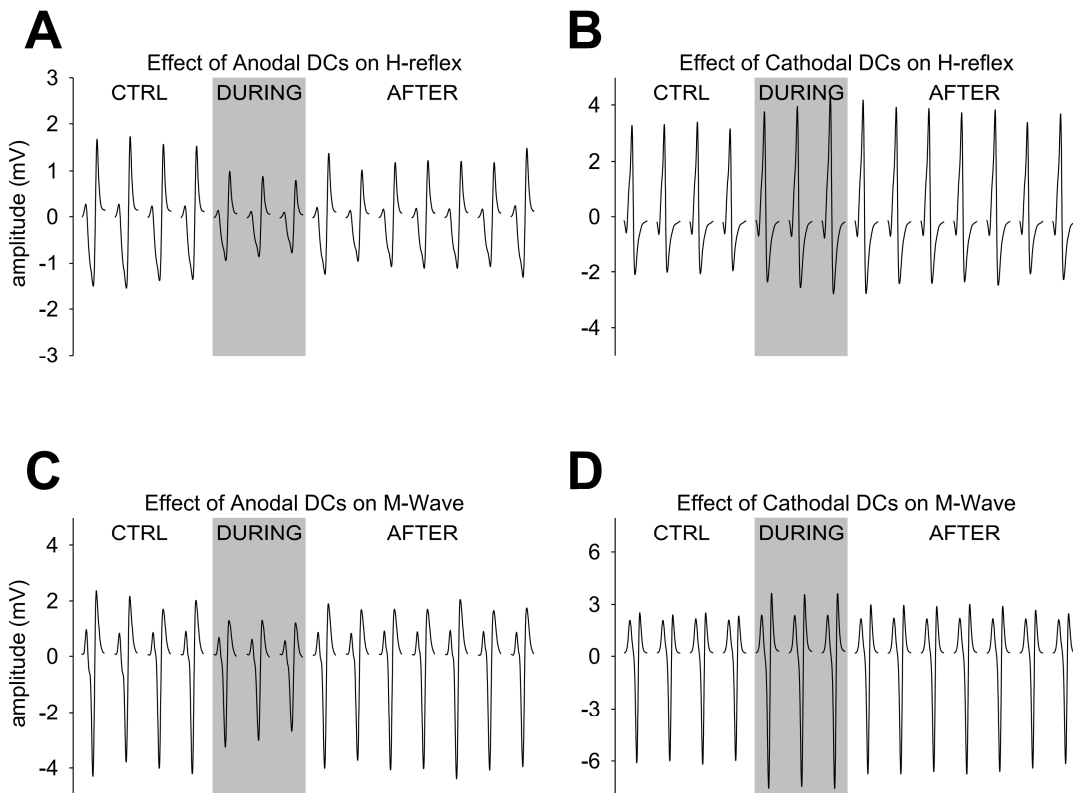 A
Effect of Anodal DCs on H-reflex
CTRL DURING AFTER
3
2
1
0
-1
-2
-3
amplitude (mV)
B
Effect of Cathodal DCs on H-reflex
CTRL DURING AFTER
4
2
0
-2
-4
C
Effect of Anodal DCs on M-Wave
CTRL DURING AFTER
4
2
0
-2
-4
amplitude (mV)
D
Effect of Cathodal DCs on M-Wave
CTRL DURING AFTER
6
3
0
-3
-6